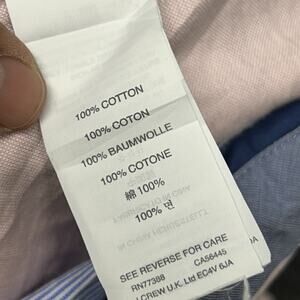 100% COTTON
100% COTON
100% BAUMWOLLE
100% COTONE
綿 100%
100% 면
SEE REVERSE FOR CARE
RN77388 CA56445
J.CREW U.K. Ltd EC4V 6JA